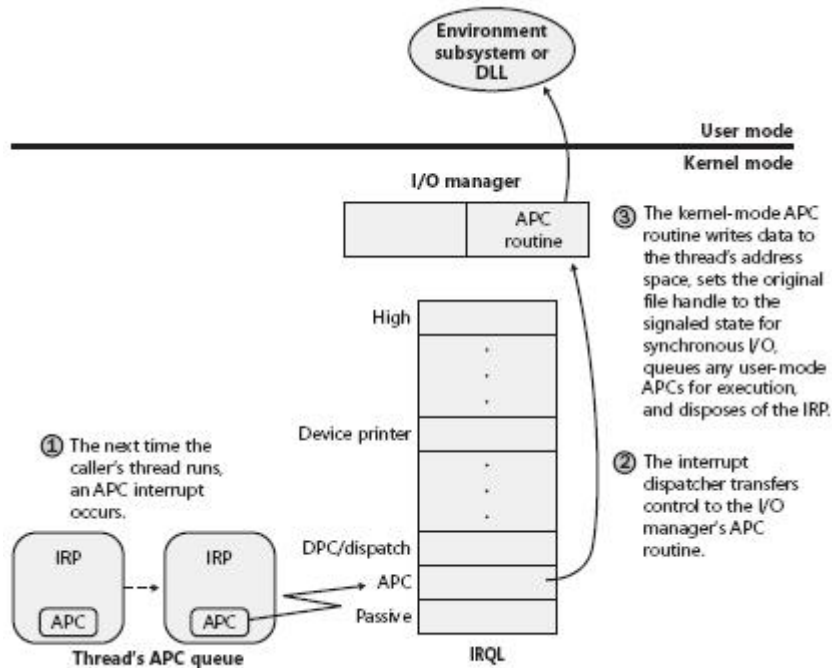 Environment
subsystem or
DLL
User mode
Kernel mode
I/O manager
APC
routine
③ The kernel-mode APC
routine writes data to
the thread's address
space, sets the original
file handle to the
signaled state for
synchronous I/O,
queues any user-mode
APCs for execution,
and disposes of the IRP.
High
Device printer
① The next time the
caller's thread runs,
an APC interrupt
occurs.
② The interrupt
dispatcher transfers
control to the I/O
manager's APC
routine.
DPC/dispatch
APC
Passive
IRP
IRP
APC
APC
Thread's APC queue
IRQL